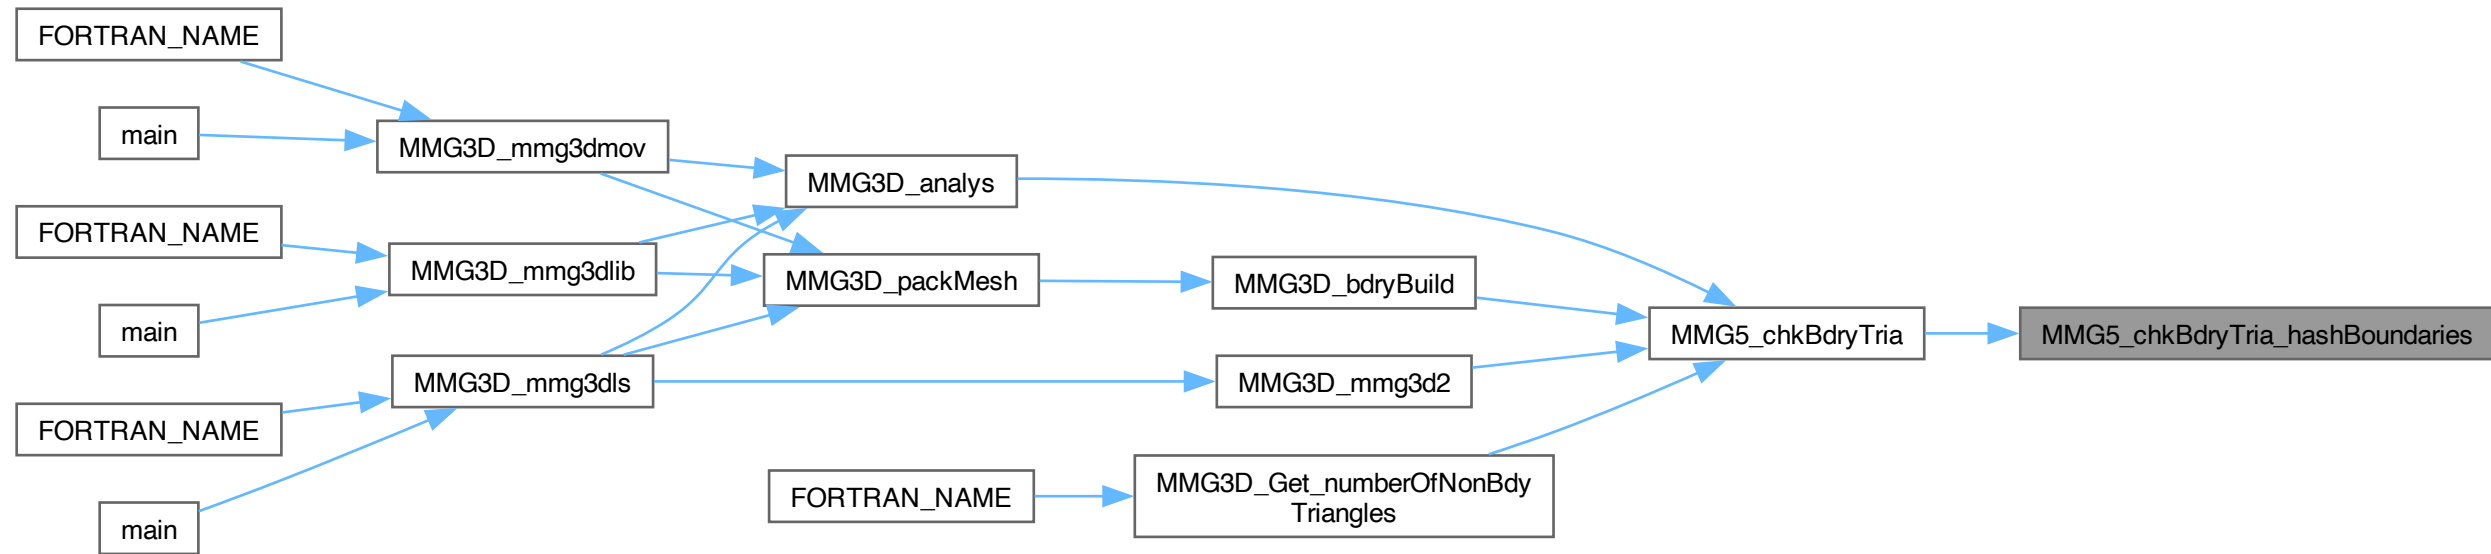 FORTRAN_NAME
main
MMG3D_mmg3dmov
FORTRAN_NAME
main
MMG3D_mmg3dlib
FORTRAN_NAME
main
MMG3D_mmg3dls
MMG3D_analys
MMG3D_packMesh
FORTRAN_NAME
MMG3D_bdryBuild
MMG3D_mmg3d2
MMG3D_Get_numberOfNonBdy
Triangles
MMG5_chkBdryTria
MMG5_chkBdryTria_hashBoundaries